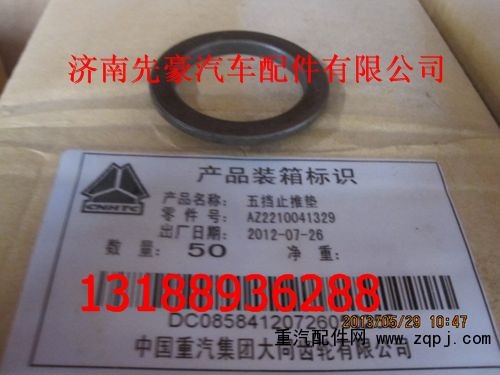 济南先豪汽车配件有限公司
CNHTC
产品装箱标识
产品名称: 五挡止推垫
零件号: AZ2210041329
出厂日期: 2012-07-26
数量: 50 净重:
13188936288
2013/05/29 10:47
中国重汽集团大同齿轮有限公司
重汽配件网 / www.zqpj.com